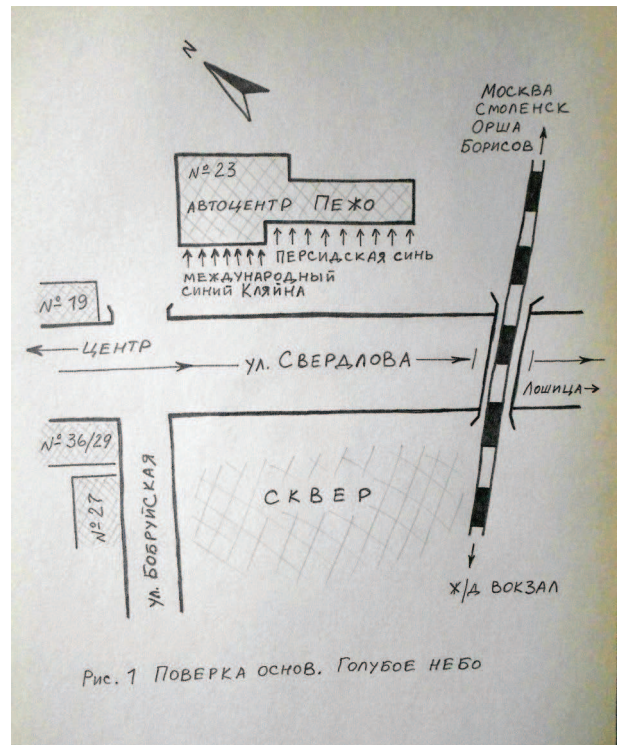 N
МОСКВА
СМОЛЕНСК
ОРША
БОРИСОВ
№ 23
АВТОЦЕНТР ПЕЖО
ПЕРСИДСКАЯ СИНЬ
МЕЖДУНАРОДНЫЙ
СИНИЙ КЛЯЙНА
№ 19
ЦЕНТР
ул. СВЕРДЛОВА
ЛОШИЦА
№ 36/29
№ 27
ул. БОБРУЙСКАЯ
СКВЕР
Ж/Д ВОКЗАЛ
Рис. 1 ПОВЕРКА ОСНОВ. ГОЛУБОЕ НЕБО